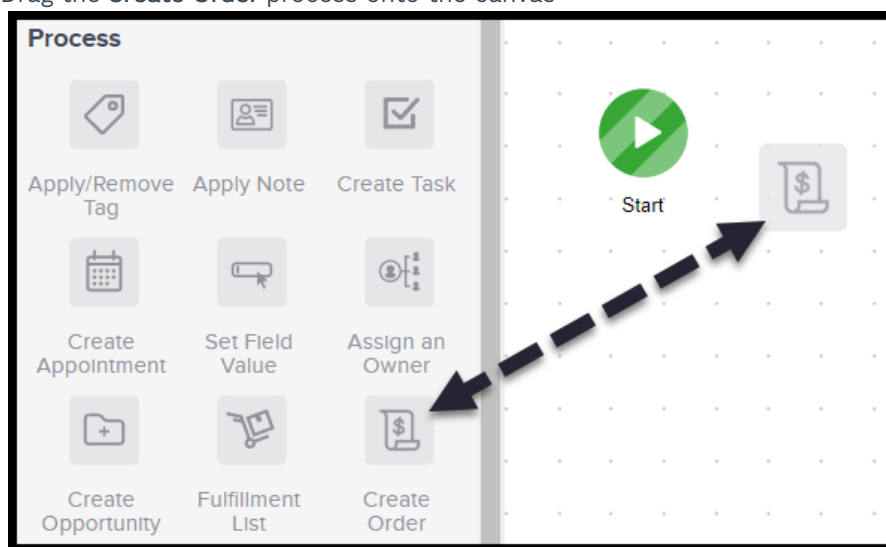 Drag the Create Order process onto the canvas
Process
Apply/Remove Tag
Apply Note
Create Task
Start
Create Appointment
Set Field Value
Assign an Owner
Create Opportunity
Fulfillment List
Create Order